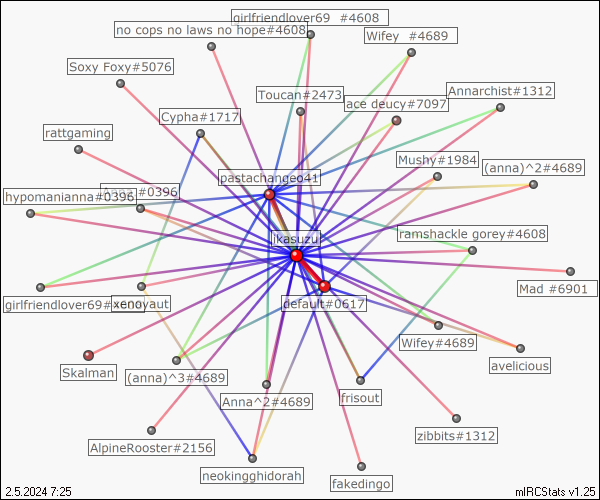 girlfriendlover69 #4608
no cops no laws no hope#4608
Wifey #4689
Soxy Foxy#5076
Toucan#2473
Annarchist#1312
ace deucy#7097
Cypha#1717
rattgaming
Mushy#1984
(anna)^2#4689
pastachangeo41
hypomanianna#0396
#0396
ramshackle gorey#4608
jkasuzu
Mad #6901
girlfriendlover69#
xenoyaut
default#0617
Wifey#4689
avelicious
Skalman
(anna)^3#4689
Anna^2#4689
frisout
zibbits#1312
AlpineRooster#2156
neokingghidorah
fakedingo
2.5.2024 7:25
mIRCStats v1.25